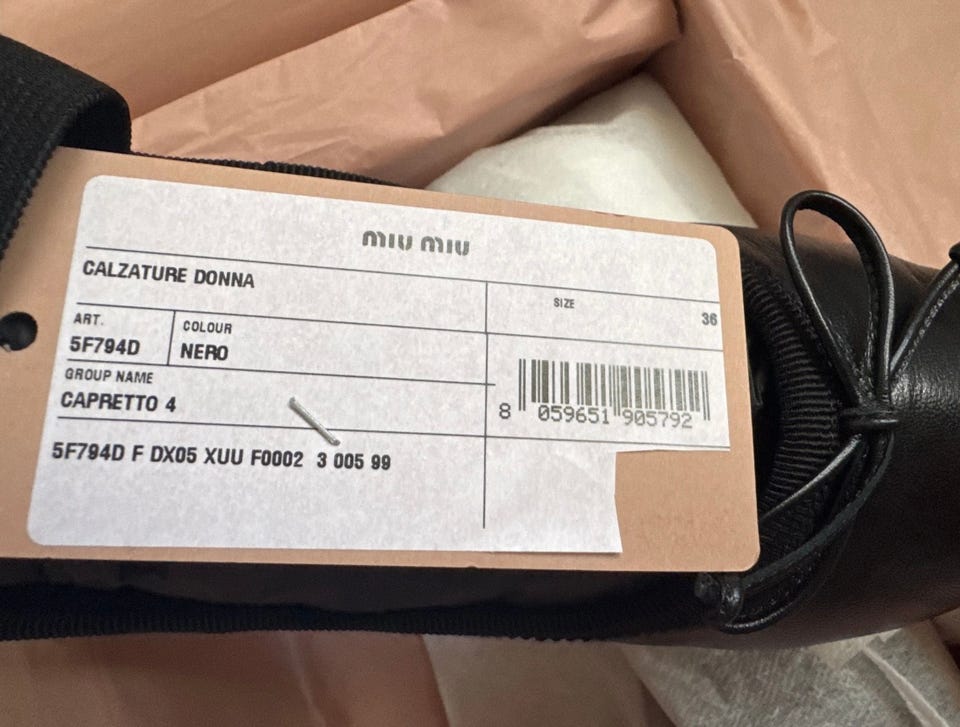 miu miu
CALZATURE DONNA
SIZE
36
ART.
5F794D
COLOUR
NERO
GROUP NAME
CAPRETTO 4
8 059651 905792
5F794D F DX05 XUU F0002 3 005 99